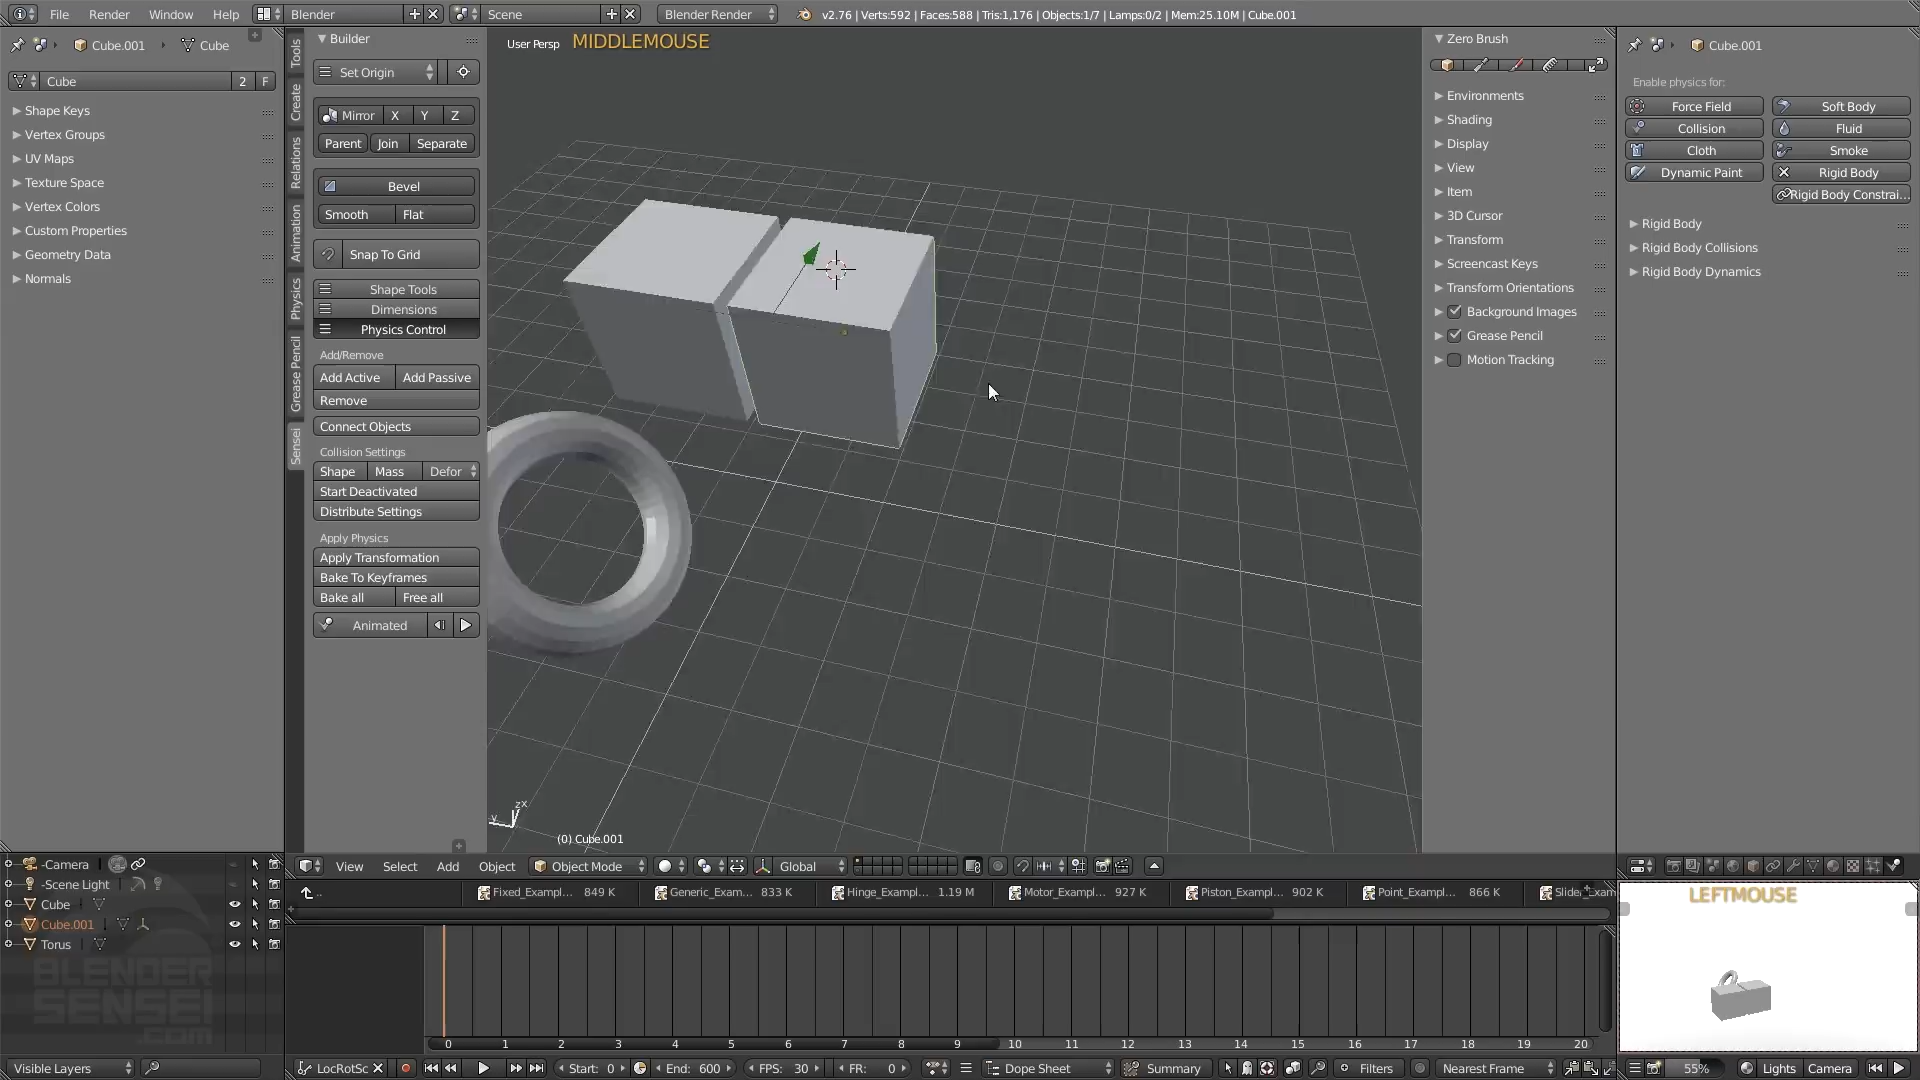 File Render Window Help Blender Scene Blender Render v2.76 | Verts:592 | Faces:588 | Tris:1,176 | Objects:1/7 | Lamps:0/2 | Mem:25.10M | Cube.001
Cube.001 Cube
Cube 2 F
Shape Keys
Vertex Groups
UV Maps
Texture Space
Vertex Colors
Custom Properties
Geometry Data
Normals
Tools
Create
Relations
Animation
Physics
Grease Pencil
Sensei
Builder
Set Origin
Mirror X Y Z
Parent Join Separate
Bevel
Smooth Flat
Snap To Grid
Shape Tools
Dimensions
Physics Control
Add/Remove
Add Active Add Passive
Remove
Connect Objects
Collision Settings
Shape Mass Defor
Start Deactivated
Distribute Settings
Apply Physics
Apply Transformation
Bake To Keyframes
Bake all Free all
Animated
User Persp MIDDLEMOUSE
(0) Cube.001
Zero Brush
Environments
Shading
Display
View
Item
3D Cursor
Transform
Screencast Keys
Transform Orientations
Background Images
Grease Pencil
Motion Tracking
Cube.001
Enable physics for:
Force Field Soft Body
Collision Fluid
Cloth Smoke
Dynamic Paint Rigid Body
Rigid Body Constrai...
Rigid Body
Rigid Body Collisions
Rigid Body Dynamics
View Select Add Object Object Mode Global
-Camera
-Scene Light
Cube
Cube.001
Torus
BLENDER
SENSEI
.COM
Visible Layers
Fixed_Exampl... 849 K Generic_Exam... 833 K Hinge_Exampl... 1.19 M Motor_Exampl... 927 K Piston_Exampl... 902 K Point_Exampl... 866 K
0 1 2 3 4 5 6 7 8 9 10 11 12 13 14 15 16 17 18 19 20
LocRotSc Start: 0 End: 600 FPS: 30 FR: 0 Dope Sheet Summary Filters Nearest Frame
LEFTMOUSE
55% Lights Camera